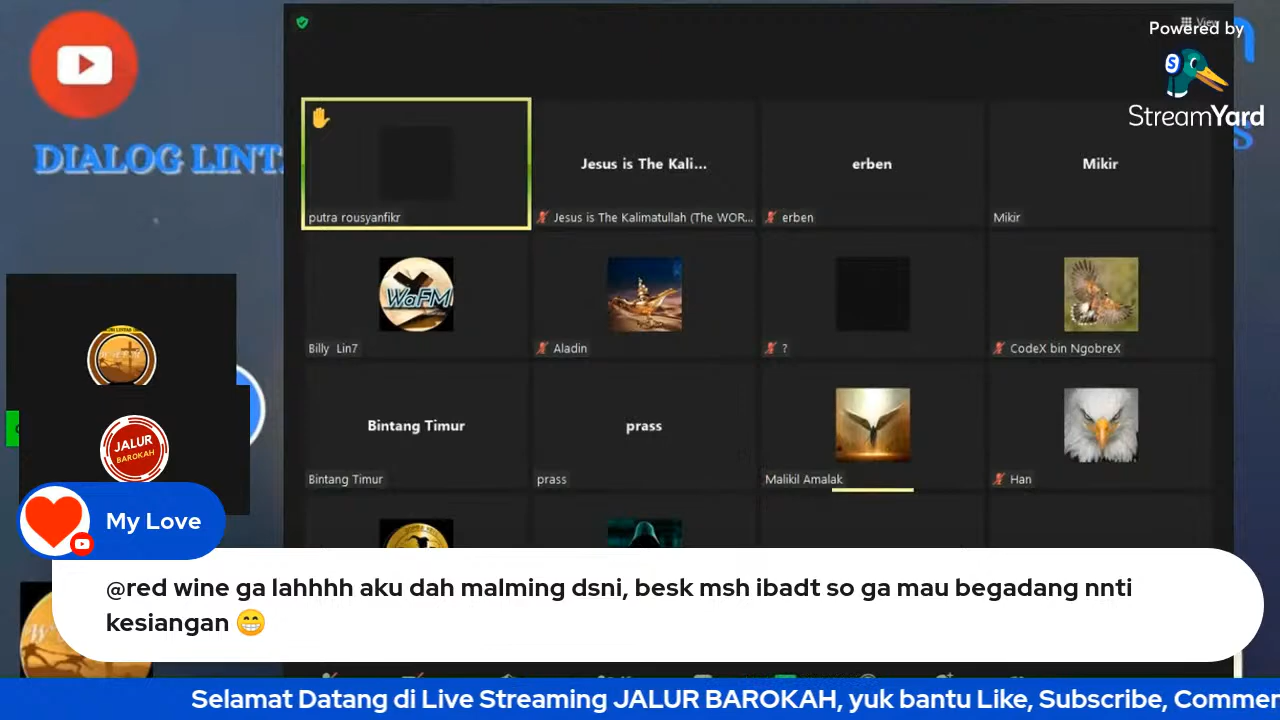 View
Powered by
StreamYard
DIALOG LINT
putra rousyanfikr
Jesus is The Kali...
Jesus is The Kalimatullah (The WOR...
erben
erben
Mikir
Mikir
WaFM
Billy Lin7
Aladin
?
CodeX bin NgobreX
Bintang Timur
Bintang Timur
prass
prass
Malikil Amalak
Han
JALUR
BAROKAH
My Love
@red wine ga lahhhh aku dah malming dsni, besk msh ibadt so ga mau begadang nnti
kesiangan 😁
Selamat Datang di Live Streaming JALUR BAROKAH, yuk bantu Like, Subscribe, Commen